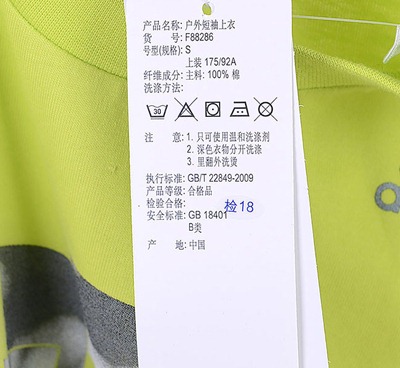 产品名称: 户外短袖上衣
货 号: F88286
号型(规格): S
上装 175/92A
纤维成分: 主料: 100% 棉
洗涤方法:
30
注 意: 1. 只可使用温和洗涤剂
2. 深色衣物分开洗涤
3. 里翻外洗烫
执行标准: GB/T 22849-2009
产品等级: 合格品
检验合格: 检18
安全标准: GB 18401
B类
产 地: 中国